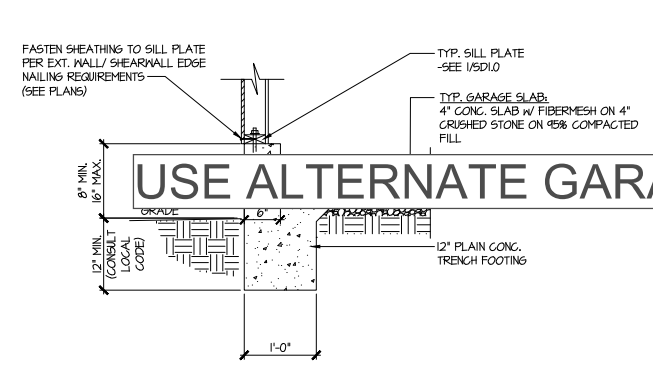 FASTEN SHEATHING TO SILL PLATE
PER EXT. WALL/ SHEARWALL EDGE
NAILING REQUIREMENTS
(SEE PLANS)
TYP. SILL PLATE
-SEE 1/SD1.0
TYP. GARAGE SLAB:
4" CONC. SLAB W/ FIBERMESH ON 4"
CRUSHED STONE ON 95% COMPACTED
FILL
8" MIN.
16" MAX.
USE ALTERNATE GARA
GRADE
6"
12" MIN.
(CONSULT
LOCAL
CODE)
12" PLAIN CONC.
TRENCH FOOTING
1'-0"